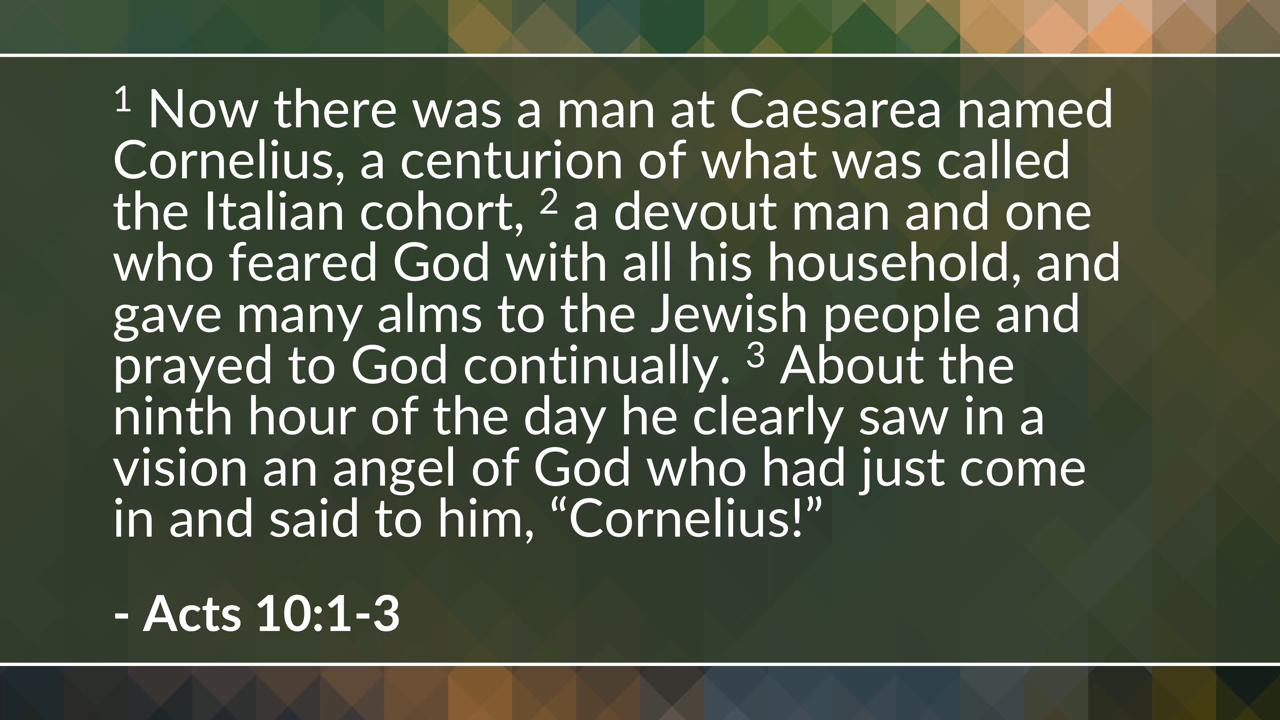 1 Now there was a man at Caesarea named
Cornelius, a centurion of what was called
the Italian cohort, 2 a devout man and one
who feared God with all his household, and
gave many alms to the Jewish people and
prayed to God continually. 3 About the
ninth hour of the day he clearly saw in a
vision an angel of God who had just come
in and said to him, “Cornelius!”
- Acts 10:1-3